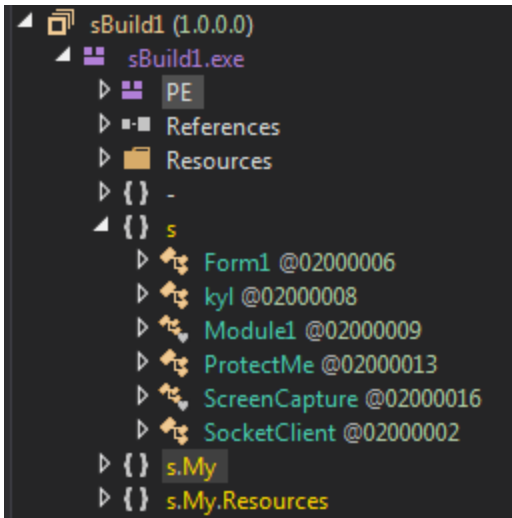 sBuild1 (1.0.0.0)
sBuild1.exe
PE
References
Resources
{ } -
{ } s
Form1 @02000006
kyl @02000008
Module1 @02000009
ProtectMe @02000013
ScreenCapture @02000016
SocketClient @02000002
{ } s.My
{ } s.My.Resources